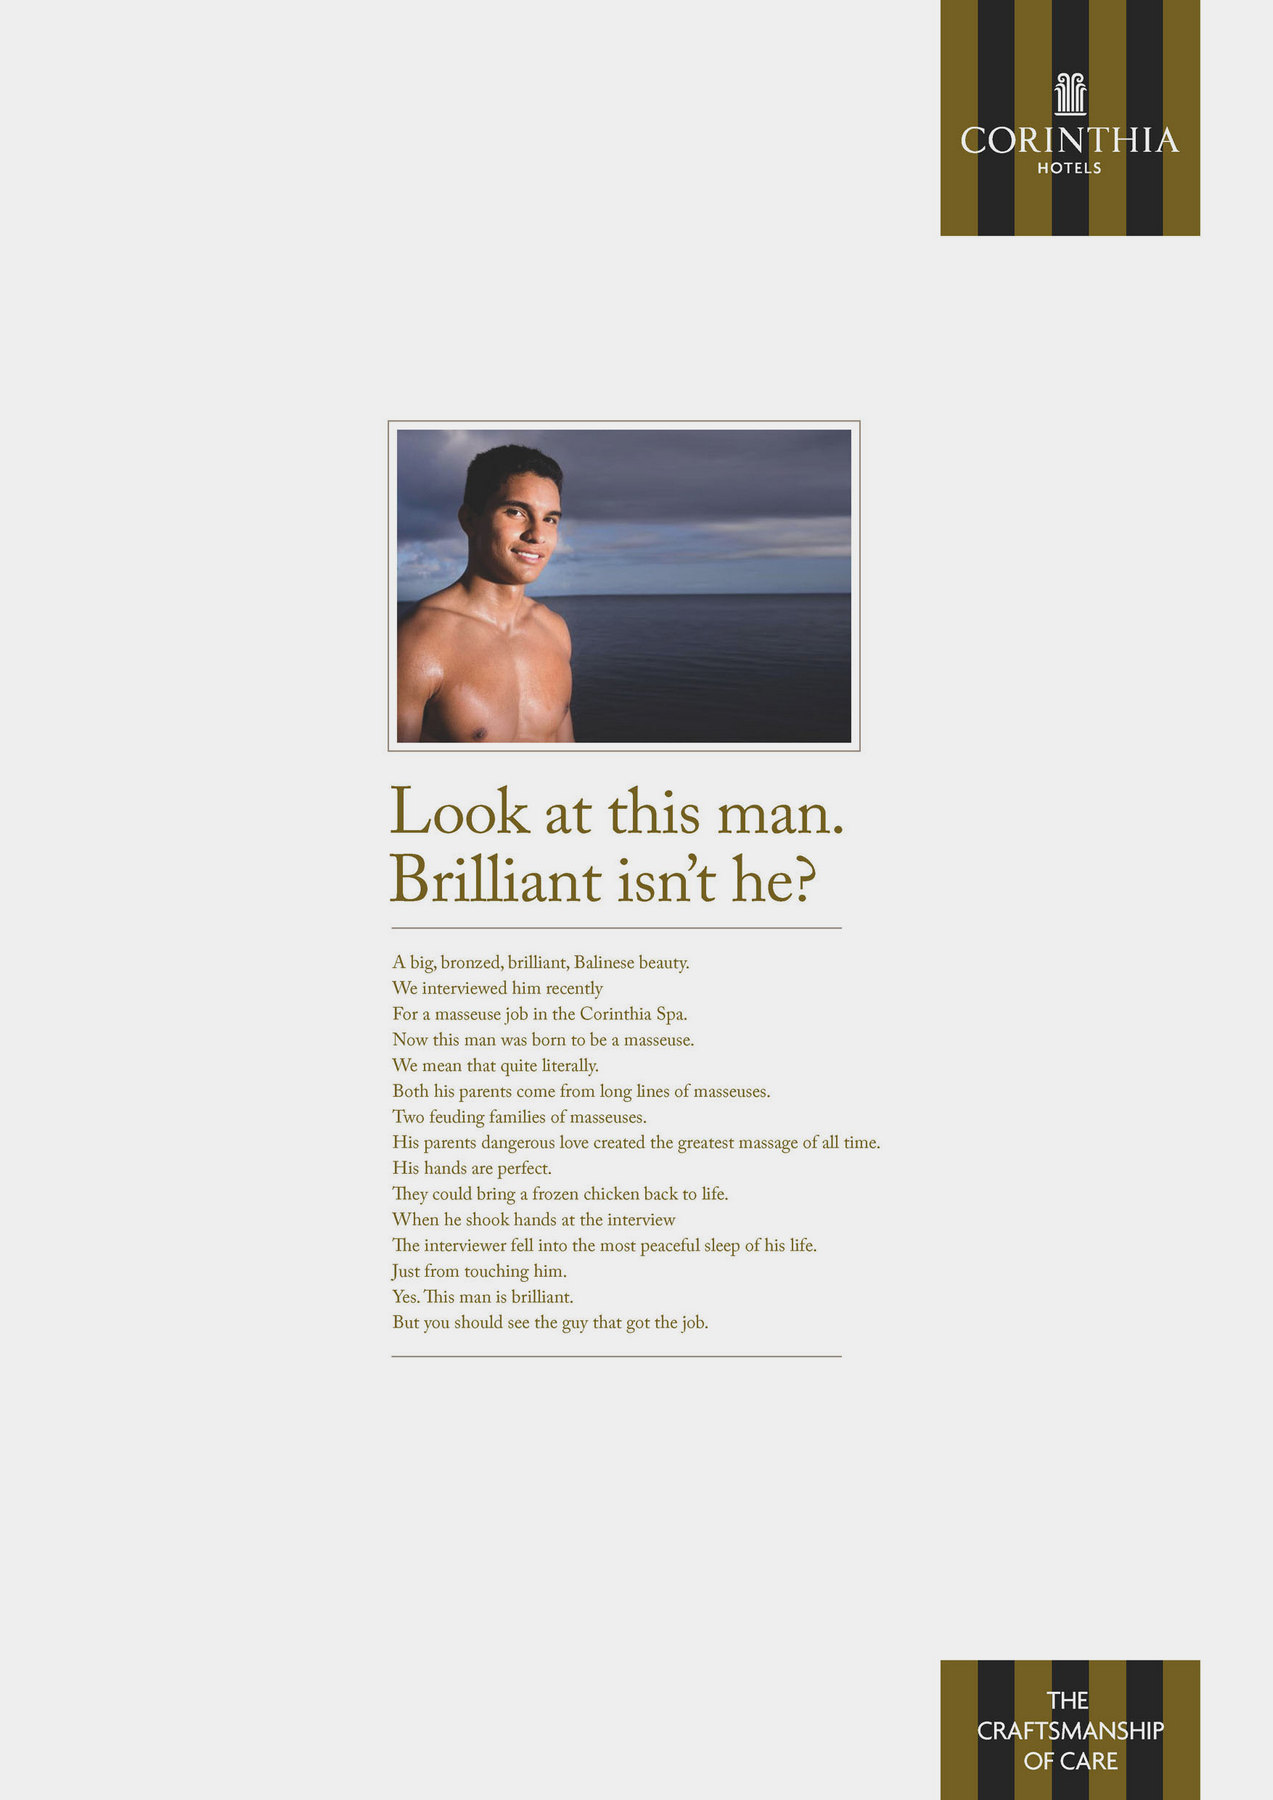 CORINTHIA
HOTELS
Look at this man.
Brilliant isn’t he?
A big, bronzed, brilliant, Balinese beauty.
We interviewed him recently
For a masseuse job in the Corinthia Spa.
Now this man was born to be a masseuse.
We mean that quite literally.
Both his parents come from long lines of masseuses.
Two feuding families of masseuses.
His parents dangerous love created the greatest massage of all time.
His hands are perfect.
They could bring a frozen chicken back to life.
When he shook hands at the interview
The interviewer fell into the most peaceful sleep of his life.
Just from touching him.
Yes. This man is brilliant.
But you should see the guy that got the job.
THE
CRAFTSMANSHIP
OF CARE